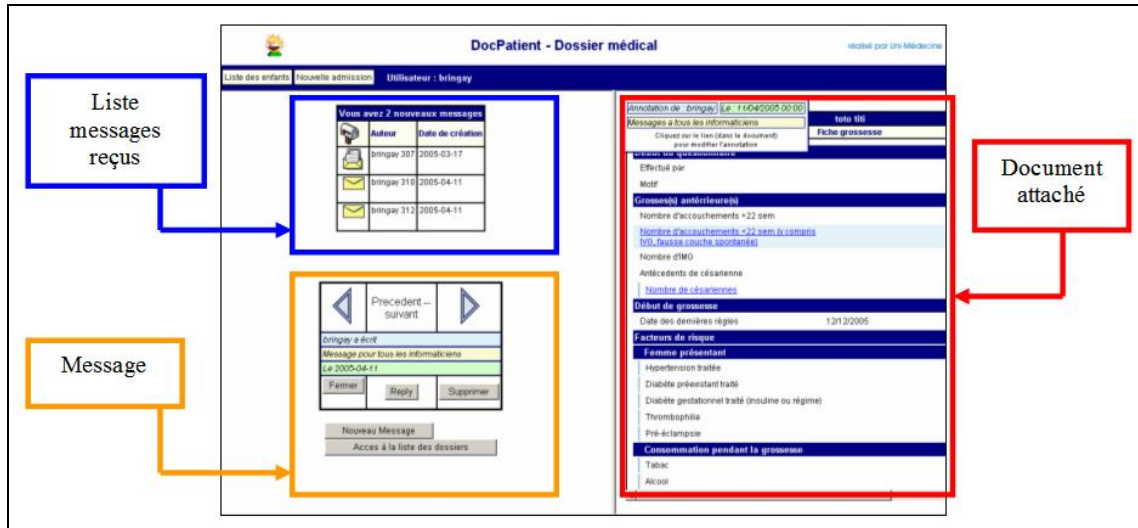 DocPatient - Dossier médical
réalisé par Uni-Médecine
Liste des enfants
Nouvelle admission
Utilisateur : bringay
Liste
messages
reçus
Vous avez 2 nouveaux messages
Auteur
Date de création
bringay 307
2005-03-17
bringay 310
2005-04-11
bringay 312
2005-04-11
Message
Precedent --
suivant
bringay a écrit
Message pour tous les informaticiens
Le 2005-04-11
Fermer
Reply
Supprimer
Nouveau Message
Acces à la liste des dossiers
Annotation de : bringay
Le : 11/04/2005 00:00
Messages a tous les informaticiens
Cliquez sur le lien (dans le document)
pour modifier l'annotation
toto titi
Fiche grossesse
Début du questionnaire
Effectué par
Motif
Grosses(s) antérieure(s)
Nombre d'accouchements >22 sem
Nombre d'accouchements <22 sem (y compris
IVG, fausse couche spontanée)
Nombre d'IMG
Antécedents de césarienne
Nombre de césariennes
Début de grossesse
Date des dernières règles
12/12/2005
Facteurs de risque
Femme présentant
Hypertension traitée
Diabète préexistant traité
Diabète gestationnel traité (insuline ou régime)
Thrombophilie
Pré-éclampsie
Consommation pendant la grossesse
Tabac
Alcool
Document
attaché